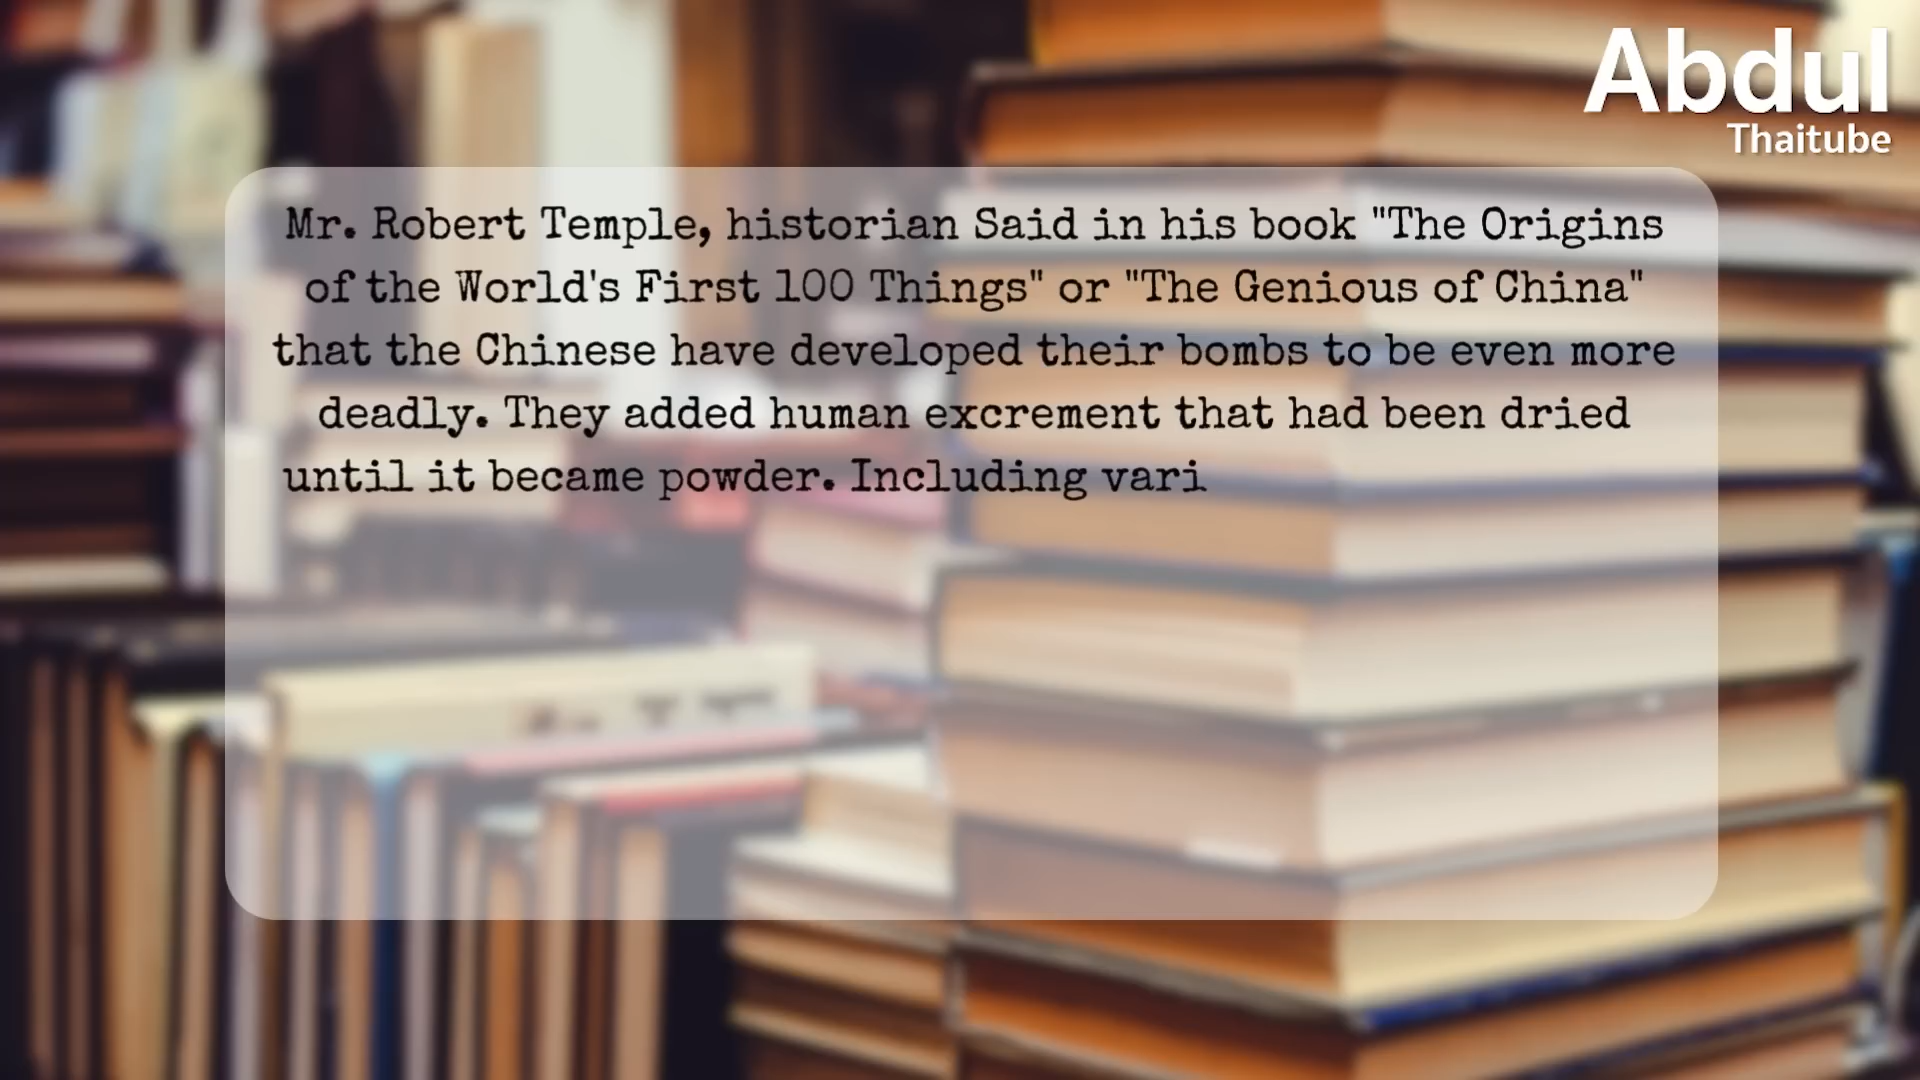 Abdul
Thaitube
Mr. Robert Temple, historian Said in his book "The Origins
of the World's First 100 Things" or "The Genious of China"
that the Chinese have developed their bombs to be even more
deadly. They added human excrement that had been dried
until it became powder. Including vari